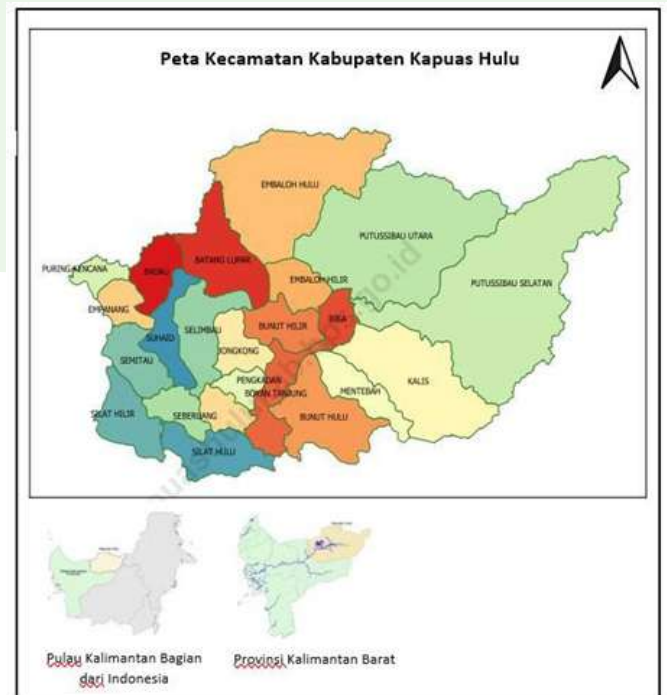 Peta Kecamatan Kabupaten Kapuas Hulu
EMBALOH HULU
PUTUSSIBAU UTARA
BATANG LUPAR
BADAU
PURING KENCANA
EMBALOH HILIR
PUTUSSIBAU SELATAN
EMPANANG
BIKA
BUNUT HILIR
SELIMBAU
SUHAID
JONGKONG
SEMITAU
KALIS
PENGKADAN
MENTEBAH
BOYAN TANJUNG
SILAT HILIR
SEBERUANG
BUNUT HULU
SILAT HULU
Pulau Kalimantan Bagian
dari Indonesia
Provinsi Kalimantan Barat